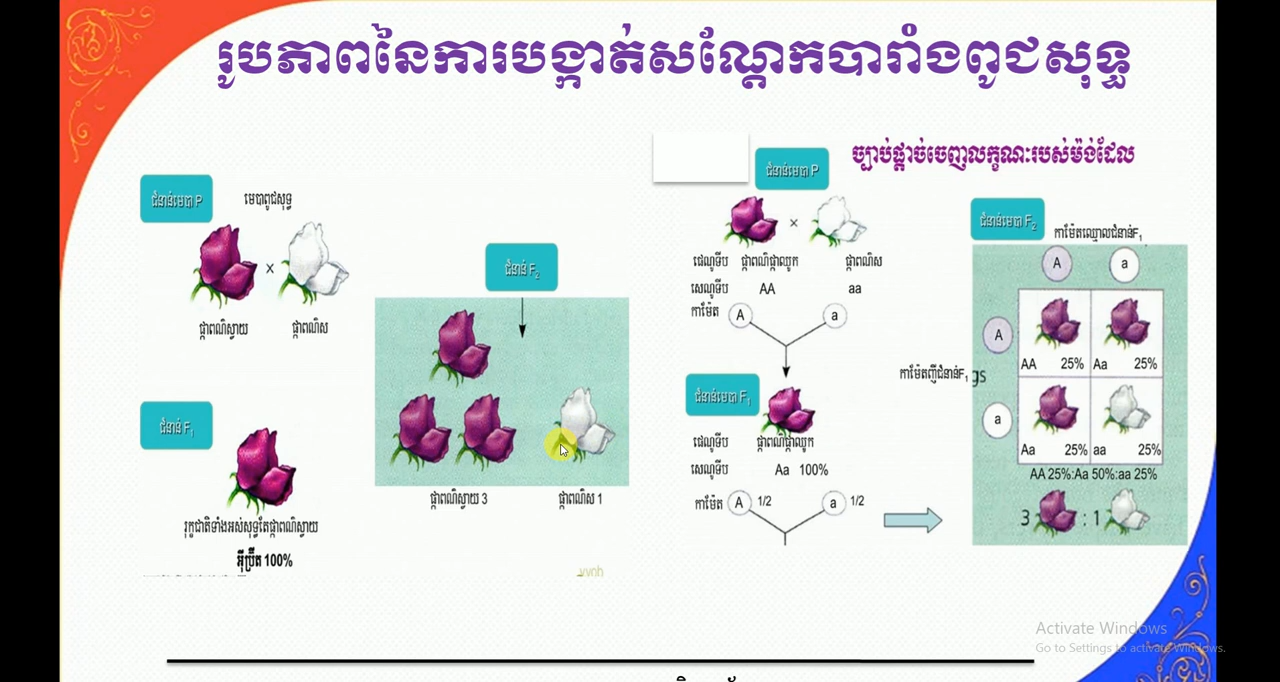 រូបភាពនៃការបង្កាត់សណ្ដែកបារាំងពូជសុទ្ធ
ច្បាប់ផ្ដាច់ចេញលក្ខណៈរបស់ម៉ង់ដែល
ជំនាន់មេបា P
មេបាពូជសុទ្ធ
x
ផ្កាពណ៌ស្វាយ
ផ្កាពណ៌ស
ជំនាន់ F₁
រុក្ខជាតិទាំងអស់សុទ្ធតែផ្កាពណ៌ស្វាយ
អ៊ីប្រ៊ីត 100%
ជំនាន់ F₂
ផ្កាពណ៌ស្វាយ 3
ផ្កាពណ៌ស 1
vvnh
ជំនាន់មេបា P
×
ផេណូទីប ផ្កាពណ៌ផ្កាឈូក ផ្កាពណ៌ស
សេណូទីប AA aa
កាម៉ែត A a
ជំនាន់មេបា F₁
ផេណូទីប ផ្កាពណ៌ផ្កាឈូក
សេណូទីប Aa 100%
កាម៉ែត A 1/2 a 1/2
ជំនាន់មេបា F₂
កាម៉ែតឈ្មោលជំនាន់F₁
A a
កាម៉ែតញីជំនាន់F₁ gs
A
AA 25% Aa 25%
a
Aa 25% aa 25%
AA 25%:Aa 50%:aa 25%
3 : 1
Activate Windows
Go to Settings to activate Windows.